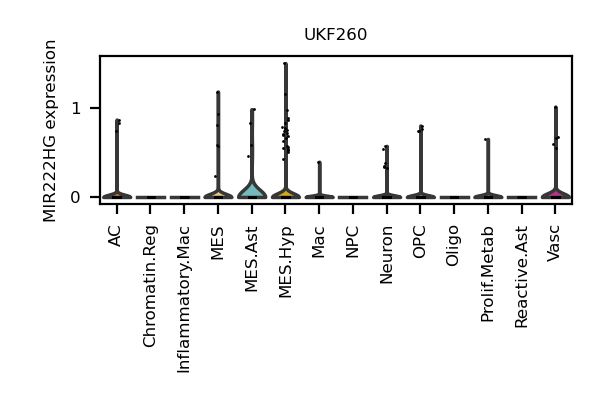 UKF260
MIR222HG expression
1
0
AC
Chromatin.Reg
Inflammatory.Mac
MES
MES.Ast
MES.Hyp
Mac
NPC
Neuron
OPC
Oligo
Prolif.Metab
Reactive.Ast
Vasc